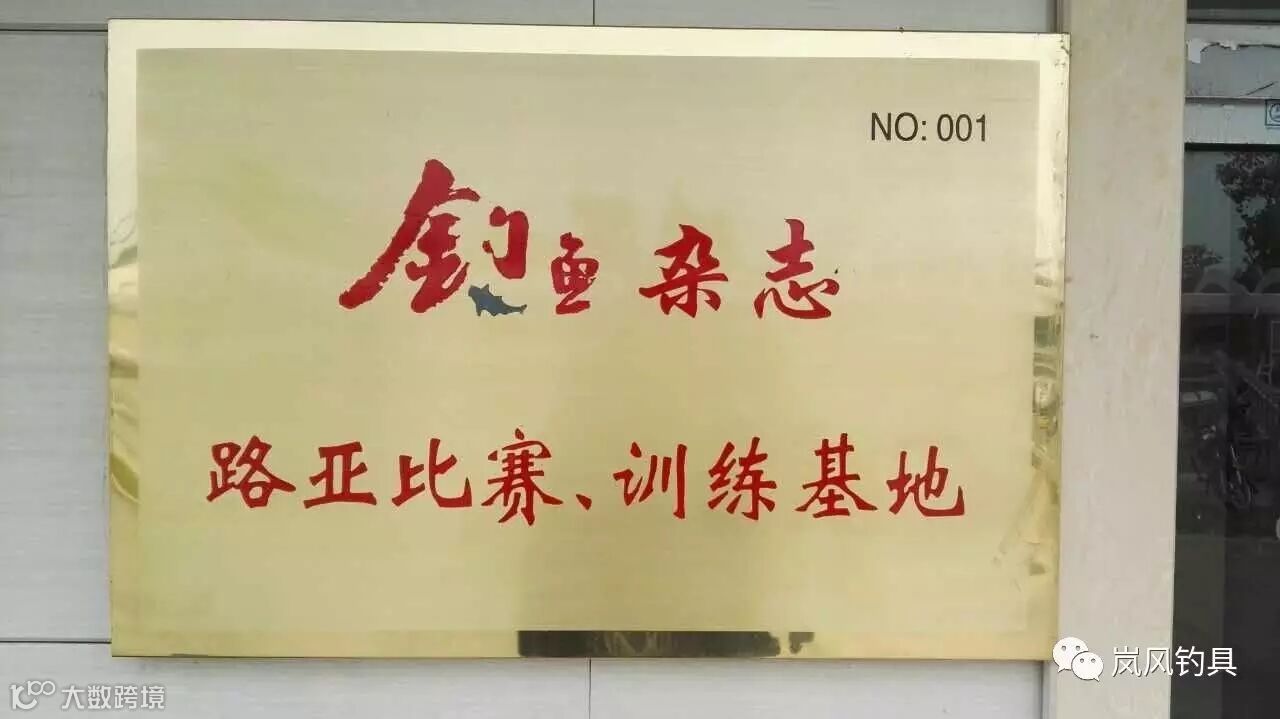 NO: 001
钓鱼杂志
路亚比赛、训练基地
岚风钓具
大数跨境